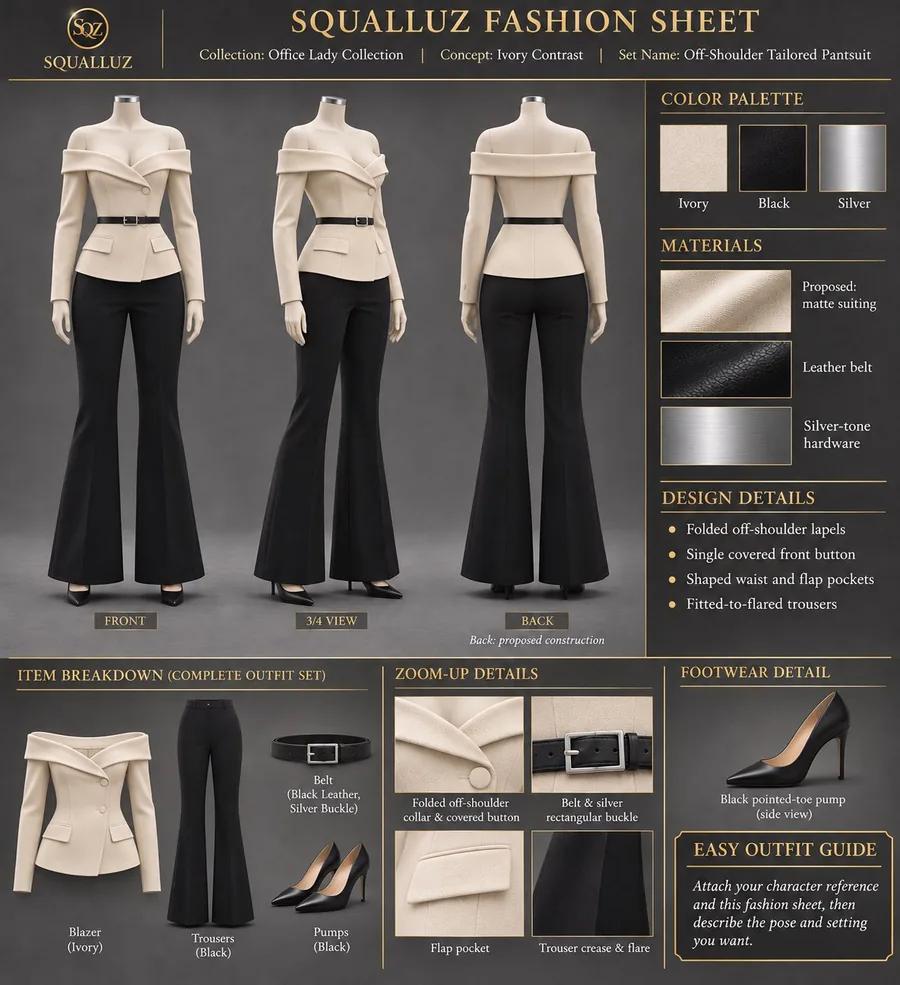 SQZ
SQUALLUZ
SQUALLUZ FASHION SHEET
Collection: Office Lady Collection | Concept: Ivory Contrast | Set Name: Off-Shoulder Tailored Pantsuit
FRONT
3/4 VIEW
BACK
Back: proposed construction
COLOR PALETTE
Ivory
Black
Silver
MATERIALS
Proposed:
matte suiting
Leather belt
Silver-tone
hardware
DESIGN DETAILS
• Folded off-shoulder lapels
• Single covered front button
• Shaped waist and flap pockets
• Fitted-to-flared trousers
ITEM BREAKDOWN (COMPLETE OUTFIT SET)
Blazer
(Ivory)
Trousers
(Black)
Belt
(Black Leather,
Silver Buckle)
Pumps
(Black)
ZOOM-UP DETAILS
Folded off-shoulder
collar & covered button
Belt & silver
rectangular buckle
Flap pocket
Trouser crease & flare
FOOTWEAR DETAIL
Black pointed-toe pump
(side view)
EASY OUTFIT GUIDE
Attach your character reference
and this fashion sheet, then
describe the pose and setting
you want.